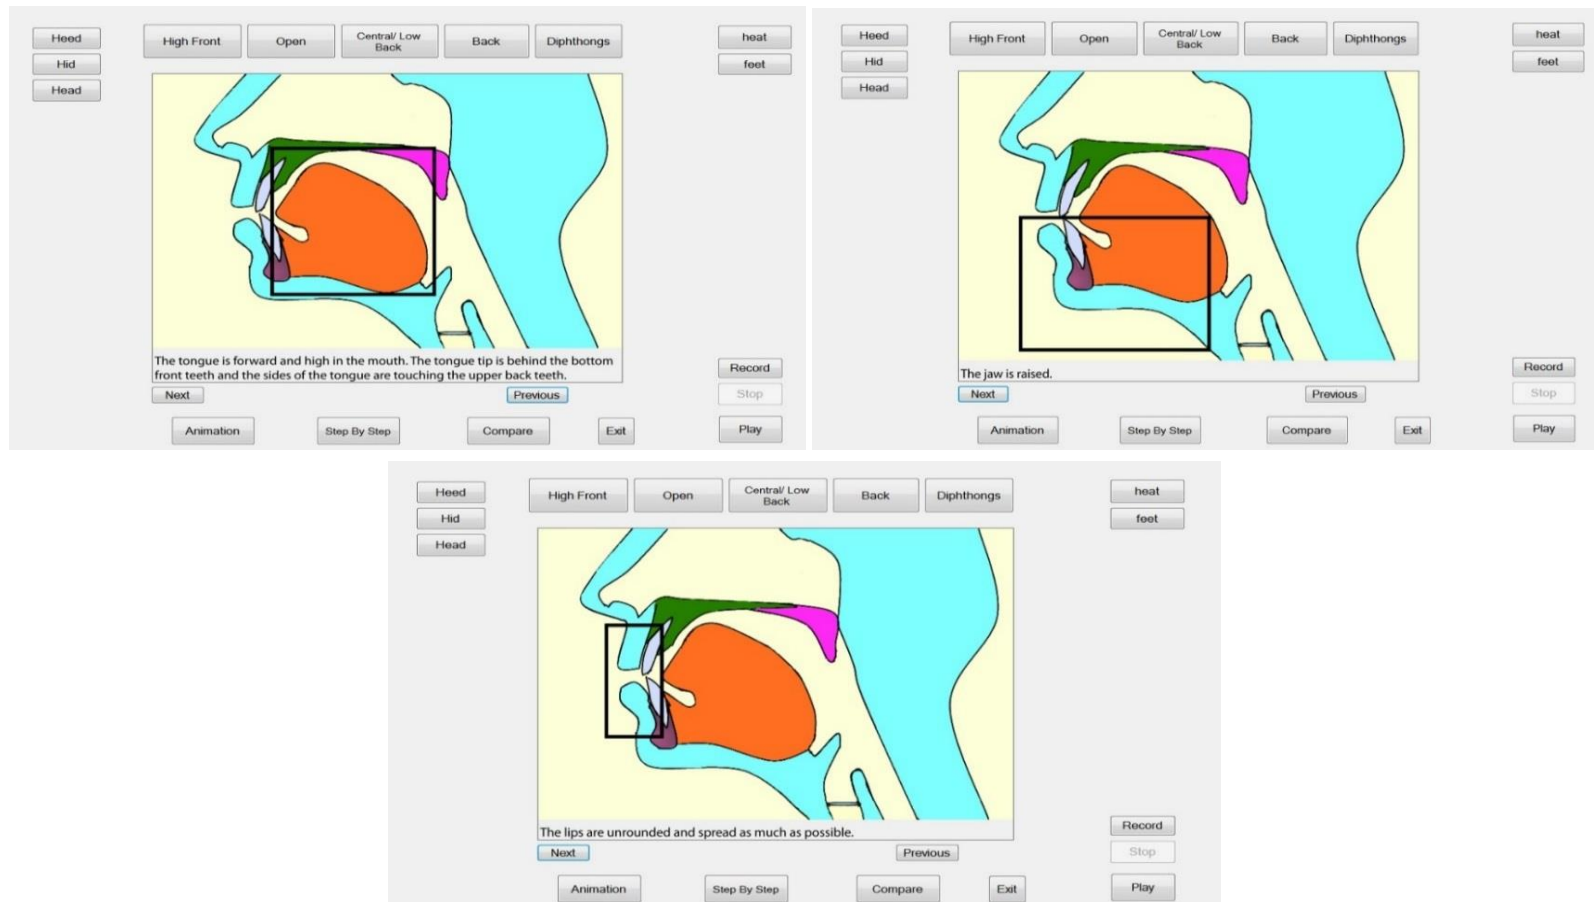 Heed
High Front
Open
Central/ Low
Back
Back
Diphthongs
heat
Hid
feet
Head
The tongue is forward and high in the mouth. The tongue tip is behind the bottom
front teeth and the sides of the tongue are touching the upper back teeth.
Next
Previous
Record
Stop
Animation
Step By Step
Compare
Exit
Play
Heed
High Front
Open
Central/ Low
Back
Back
Diphthongs
heat
Hid
feet
Head
The jaw is raised.
Next
Previous
Record
Stop
Animation
Step By Step
Compare
Exit
Play
Heed
High Front
Open
Central/ Low
Back
Back
Diphthongs
heat
Hid
feet
Head
The lips are unrounded and spread as much as possible.
Next
Previous
Record
Stop
Animation
Step By Step
Compare
Exit
Play